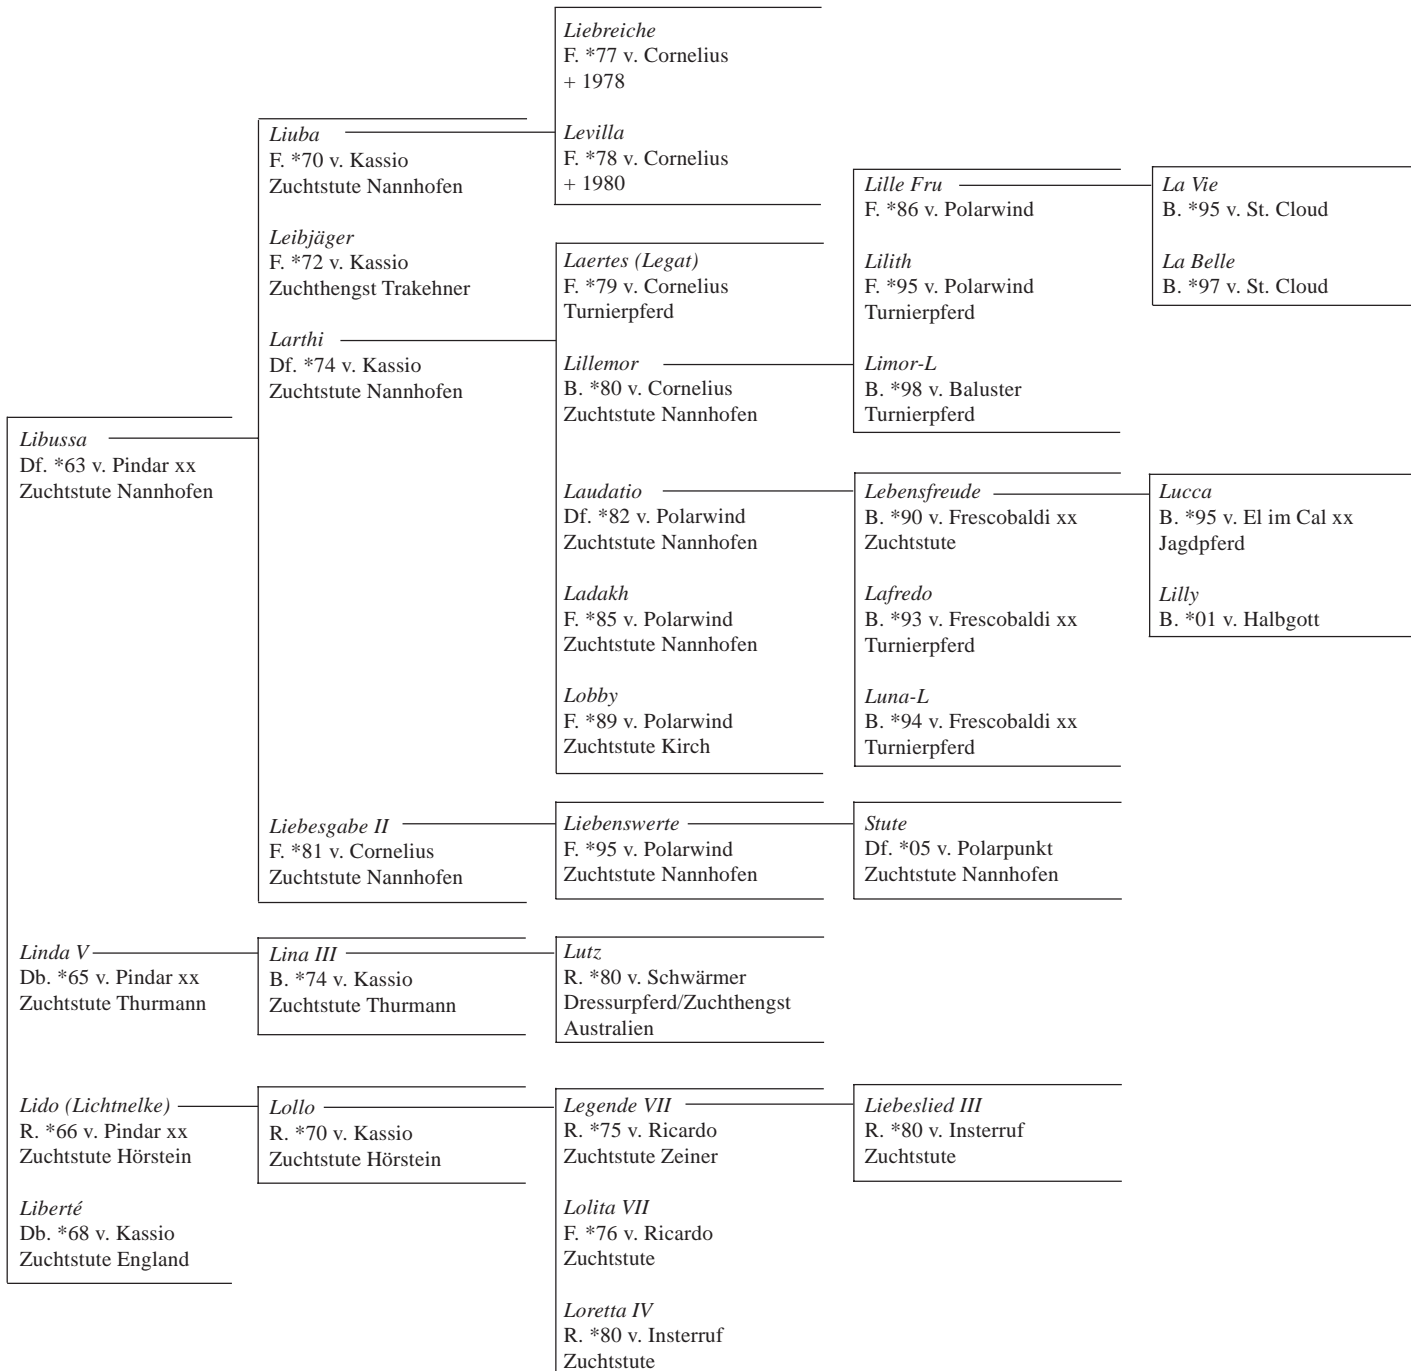 Liebreiche
F. *77 v. Cornelius
+ 1978
Levilla
F. *78 v. Cornelius
+ 1980
Liuba
F. *70 v. Kassio
Zuchtstute Nannhofen
Leibjäger
F. *72 v. Kassio
Zuchthengst Trakehner
Larthi
Df. *74 v. Kassio
Zuchtstute Nannhofen
Laertes (Legat)
F. *79 v. Cornelius
Turnierpferd
Lillemor
B. *80 v. Cornelius
Zuchtstute Nannhofen
Lille Fru
F. *86 v. Polarwind
Lilith
F. *95 v. Polarwind
Turnierpferd
Limor-L
B. *98 v. Baluster
Turnierpferd
La Vie
B. *95 v. St. Cloud
La Belle
B. *97 v. St. Cloud
Libussa
Df. *63 v. Pindar xx
Zuchtstute Nannhofen
Laudatio
Df. *82 v. Polarwind
Zuchtstute Nannhofen
Ladakh
F. *85 v. Polarwind
Zuchtstute Nannhofen
Lobby
F. *89 v. Polarwind
Zuchtstute Kirch
Lebensfreude
B. *90 v. Frescobaldi xx
Zuchtstute
Lafredo
B. *93 v. Frescobaldi xx
Turnierpferd
Luna-L
B. *94 v. Frescobaldi xx
Turnierpferd
Lucca
B. *95 v. El im Cal xx
Jagdpferd
Lilly
B. *01 v. Halbgott
Liebesgabe II
F. *81 v. Cornelius
Zuchtstute Nannhofen
Liebenswerte
F. *95 v. Polarwind
Zuchtstute Nannhofen
Stute
Df. *05 v. Polarpunkt
Zuchtstute Nannhofen
Linda V
Db. *65 v. Pindar xx
Zuchtstute Thurmann
Lina III
B. *74 v. Kassio
Zuchtstute Thurmann
Lutz
R. *80 v. Schwärmer
Dressurpferd/Zuchthengst
Australien
Lido (Lichtnelke)
R. *66 v. Pindar xx
Zuchtstute Hörstein
Liberté
Db. *68 v. Kassio
Zuchtstute England
Lollo
R. *70 v. Kassio
Zuchtstute Hörstein
Legende VII
R. *75 v. Ricardo
Zuchtstute Zeiner
Lolita VII
F. *76 v. Ricardo
Zuchtstute
Loretta IV
R. *80 v. Insterruf
Zuchtstute
Liebeslied III
R. *80 v. Insterruf
Zuchtstute